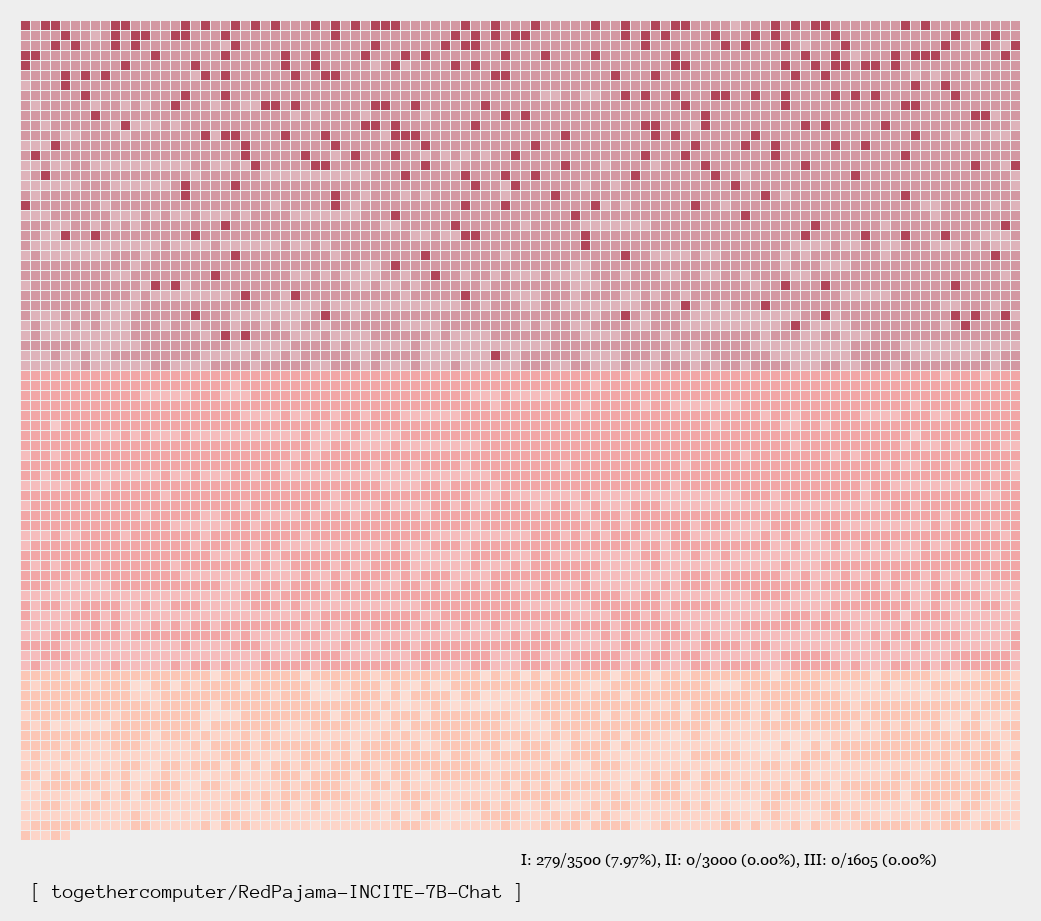 I: 279/3500 (7.97%), II: 0/3000 (0.00%), III: 0/1605 (0.00%)
[ togethercomputer/RedPajama-INCITE-7B-Chat ]